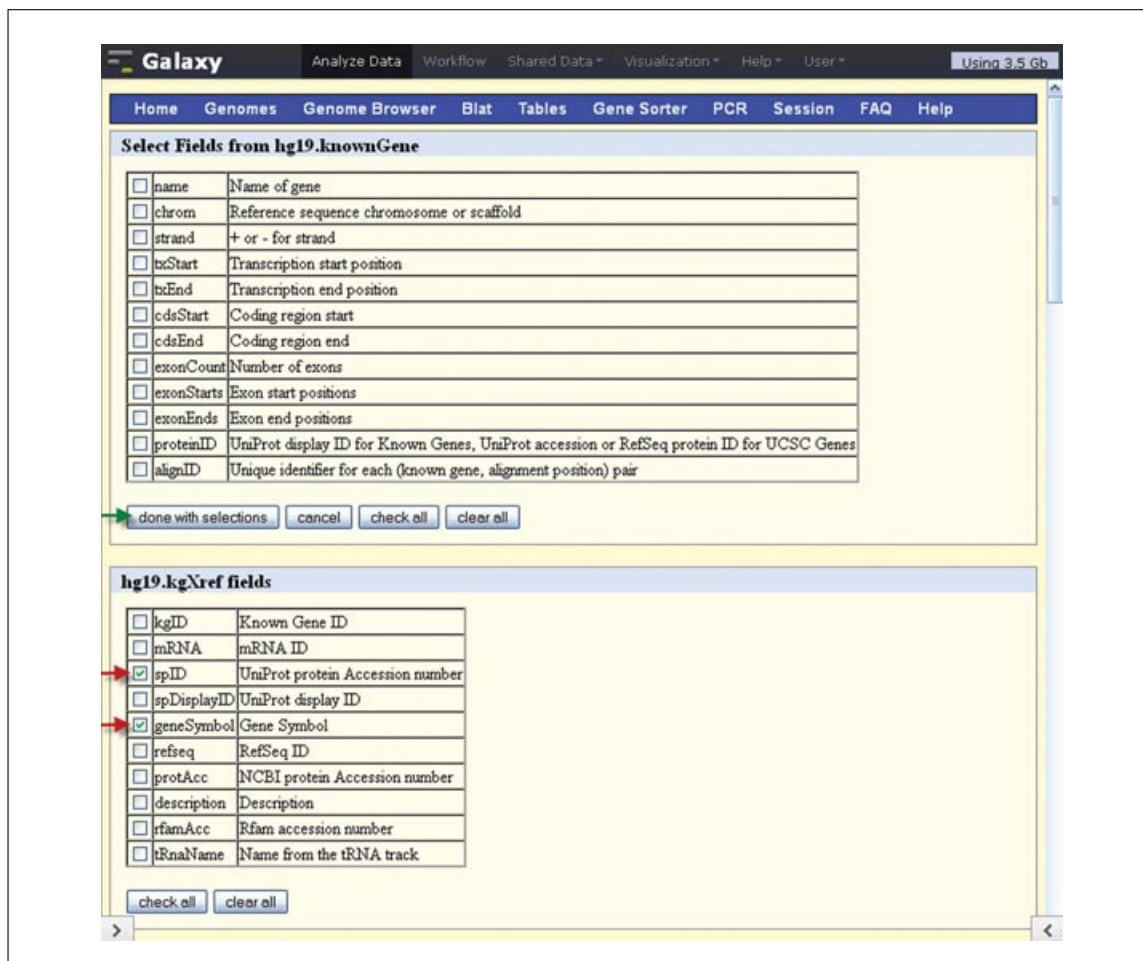 Galaxy Analyze Data Workflow Shared Data Visualization Help User Using 3.5 Gb
Home Genomes Genome Browser Blat Tables Gene Sorter PCR Session FAQ Help
Select Fields from hg19.knownGene
name Name of gene
chrom Reference sequence chromosome or scaffold
strand + or - for strand
txStart Transcription start position
txEnd Transcription end position
cdsStart Coding region start
cdsEnd Coding region end
exonCount Number of exons
exonStarts Exon start positions
exonEnds Exon end positions
proteinID UniProt display ID for Known Genes, UniProt accession or RefSeq protein ID for UCSC Genes
alignID Unique identifier for each (known gene, alignment position) pair
done with selections cancel check all clear all
hg19.kgXref fields
kgID Known Gene ID
mRNA mRNA ID
spID UniProt protein Accession number
spDisplayID UniProt display ID
geneSymbol Gene Symbol
refseq RefSeq ID
protAcc NCBI protein Accession number
description Description
rfamAcc Rfam accession number
tRnaName Name from the tRNA track
check all clear all